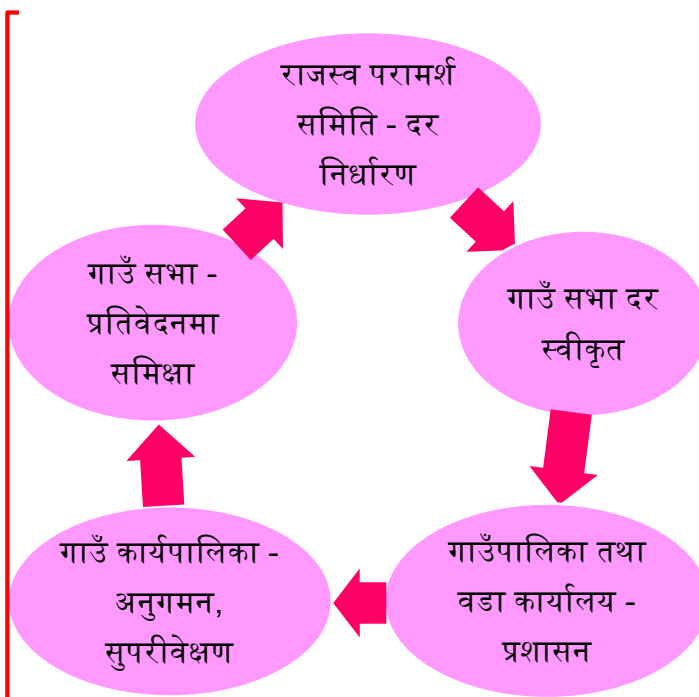 राजस्व परामर्श
समिति - दर
निर्धारण
गाउँ सभा दर
स्वीकृत
गाउँपालिका तथा
वडा कार्यालय -
प्रशासन
गाउँ कार्यपालिका -
अनुगमन,
सुपरीवेक्षण
गाउँ सभा -
प्रतिवेदनमा
समिक्षा